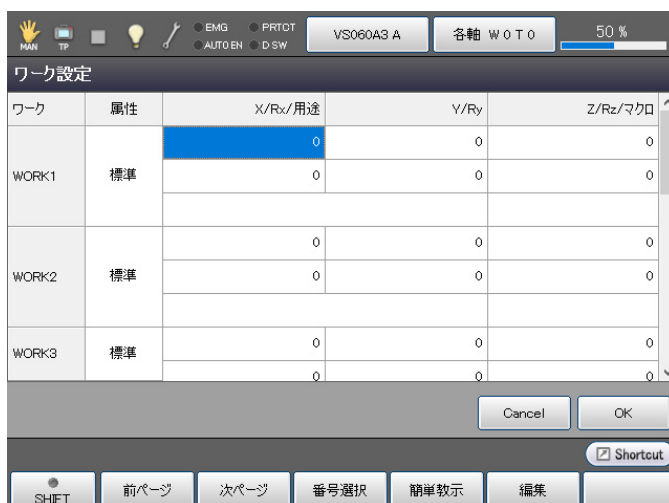 MAN TP EMG PRTCT VS060A3 A 各軸 W0T0 50 %
AUTO EN D SW
ワーク設定
ワーク 属性 X/Rx/用途 Y/Ry Z/Rz/マクロ
0 0 0
WORK1 標準 0 0 0
0 0 0
WORK2 標準 0 0 0
WORK3 標準 0 0 0
0 0 0
Cancel OK
Shortcut
SHIFT 前ページ 次ページ 番号選択 簡単教示 編集